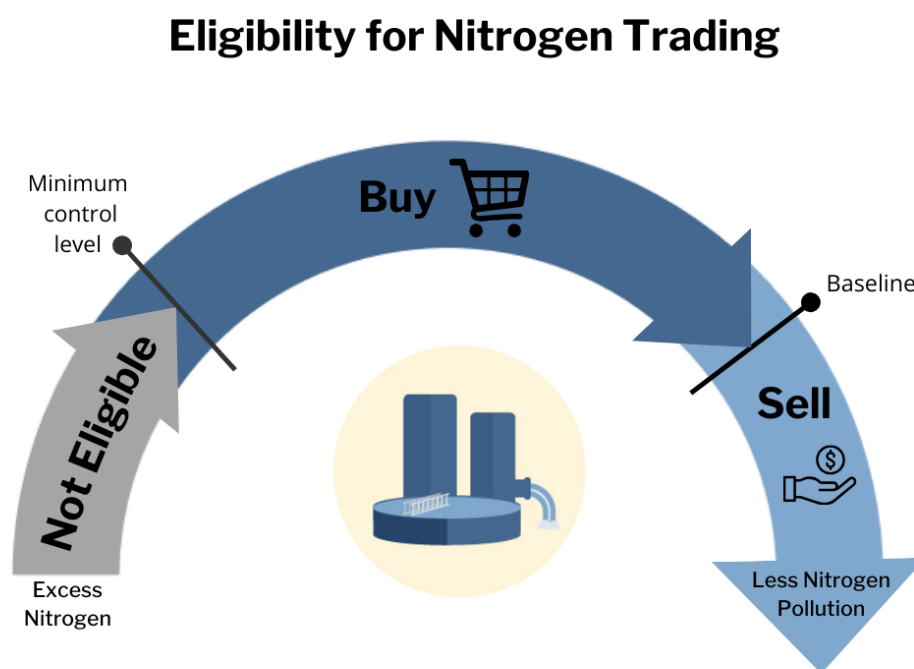 Eligibility for Nitrogen Trading
Minimum
control
level
Buy
Baseline
Not Eligible
Sell
$
Excess
Nitrogen
Less Nitrogen
Pollution